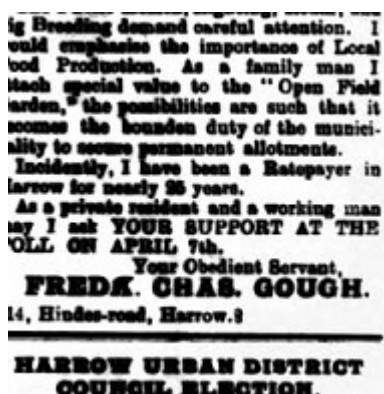 ig Breeding demand careful attention. I
ould emphasise the importance of Local
ood Production. As a family man I
ttach special value to the "Open Field
arden," the possibilities are such that it
ecomes the bounden duty of the munici-
ality to secure permanent allotments.
Incidently, I have been a Ratepayer in
arrow for nearly 25 years.
As a private resident and a working man
ay I ask YOUR SUPPORT AT THE
OLL ON APRIL 7th.
Your Obedient Servant,
FREDK. CHAS. GOUGH.
14, Hindes-road, Harrow.
HARROW URBAN DISTRICT
COUNCIL ELECTION.